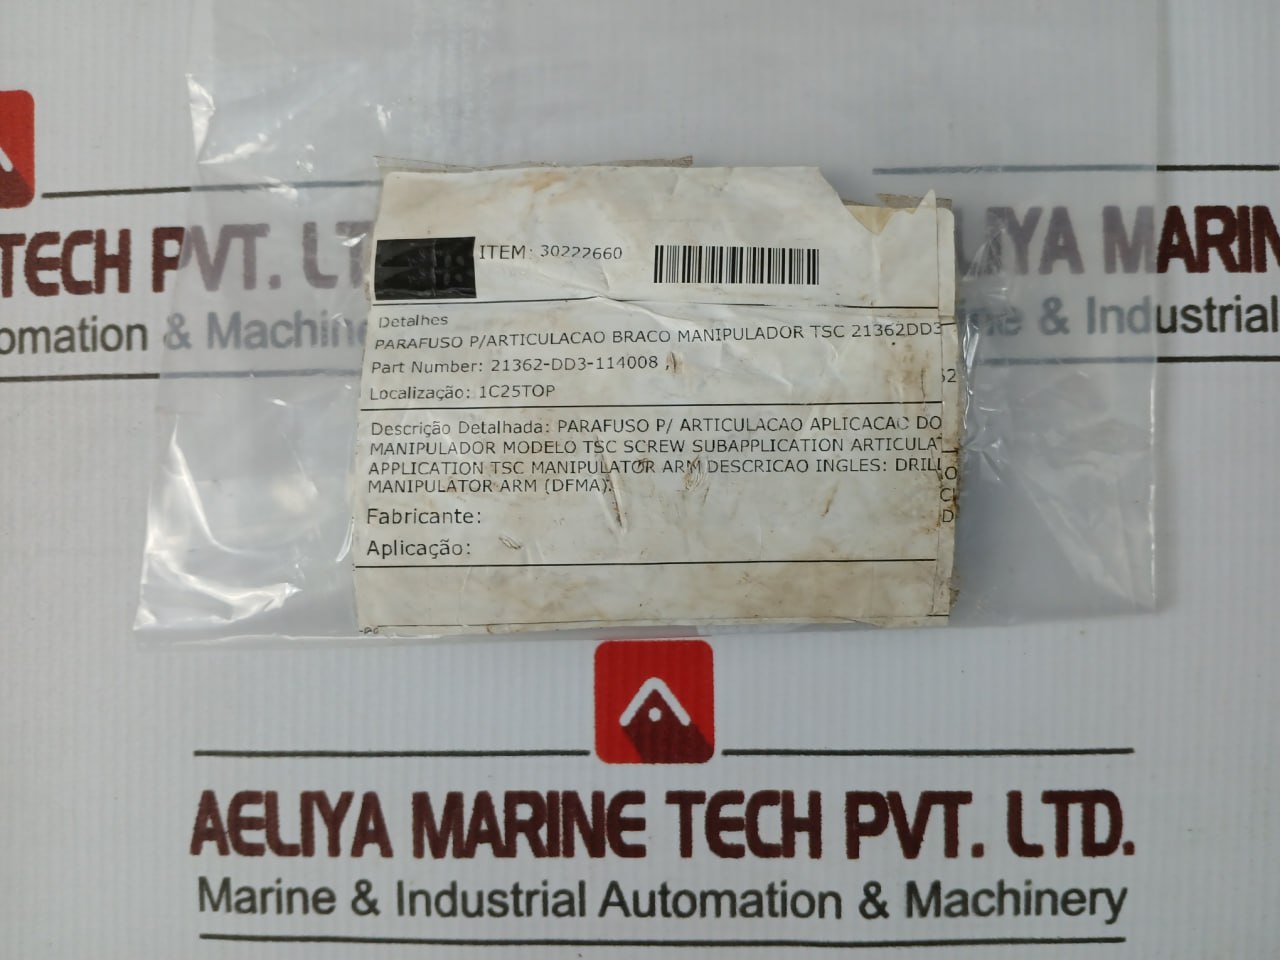 TECH PVT. LT
omation & Machine
IYA MARIN
ne & Industrial
ITEM: 30222660
Detalhes
PARAFUSO P/ARTICULACAO BRACO MANIPULADOR TSC 21362DD3
Part Number: 21362-DD3-114008 ,
Localização: 1C25TOP
Descrição Detalhada: PARAFUSO P/ ARTICULACAO APLICACAO DO
MANIPULADOR MODELO TSC SCREW SUBAPPLICATION ARTICULA
APPLICATION TSC MANIPULATOR ARM DESCRICAO INGLES: DRILL
MANIPULATOR ARM (DFMA).
Fabricante:
Aplicação:
AELIYA MARINE TECH PVT. LTD.
Marine & Industrial Automation & Machinery